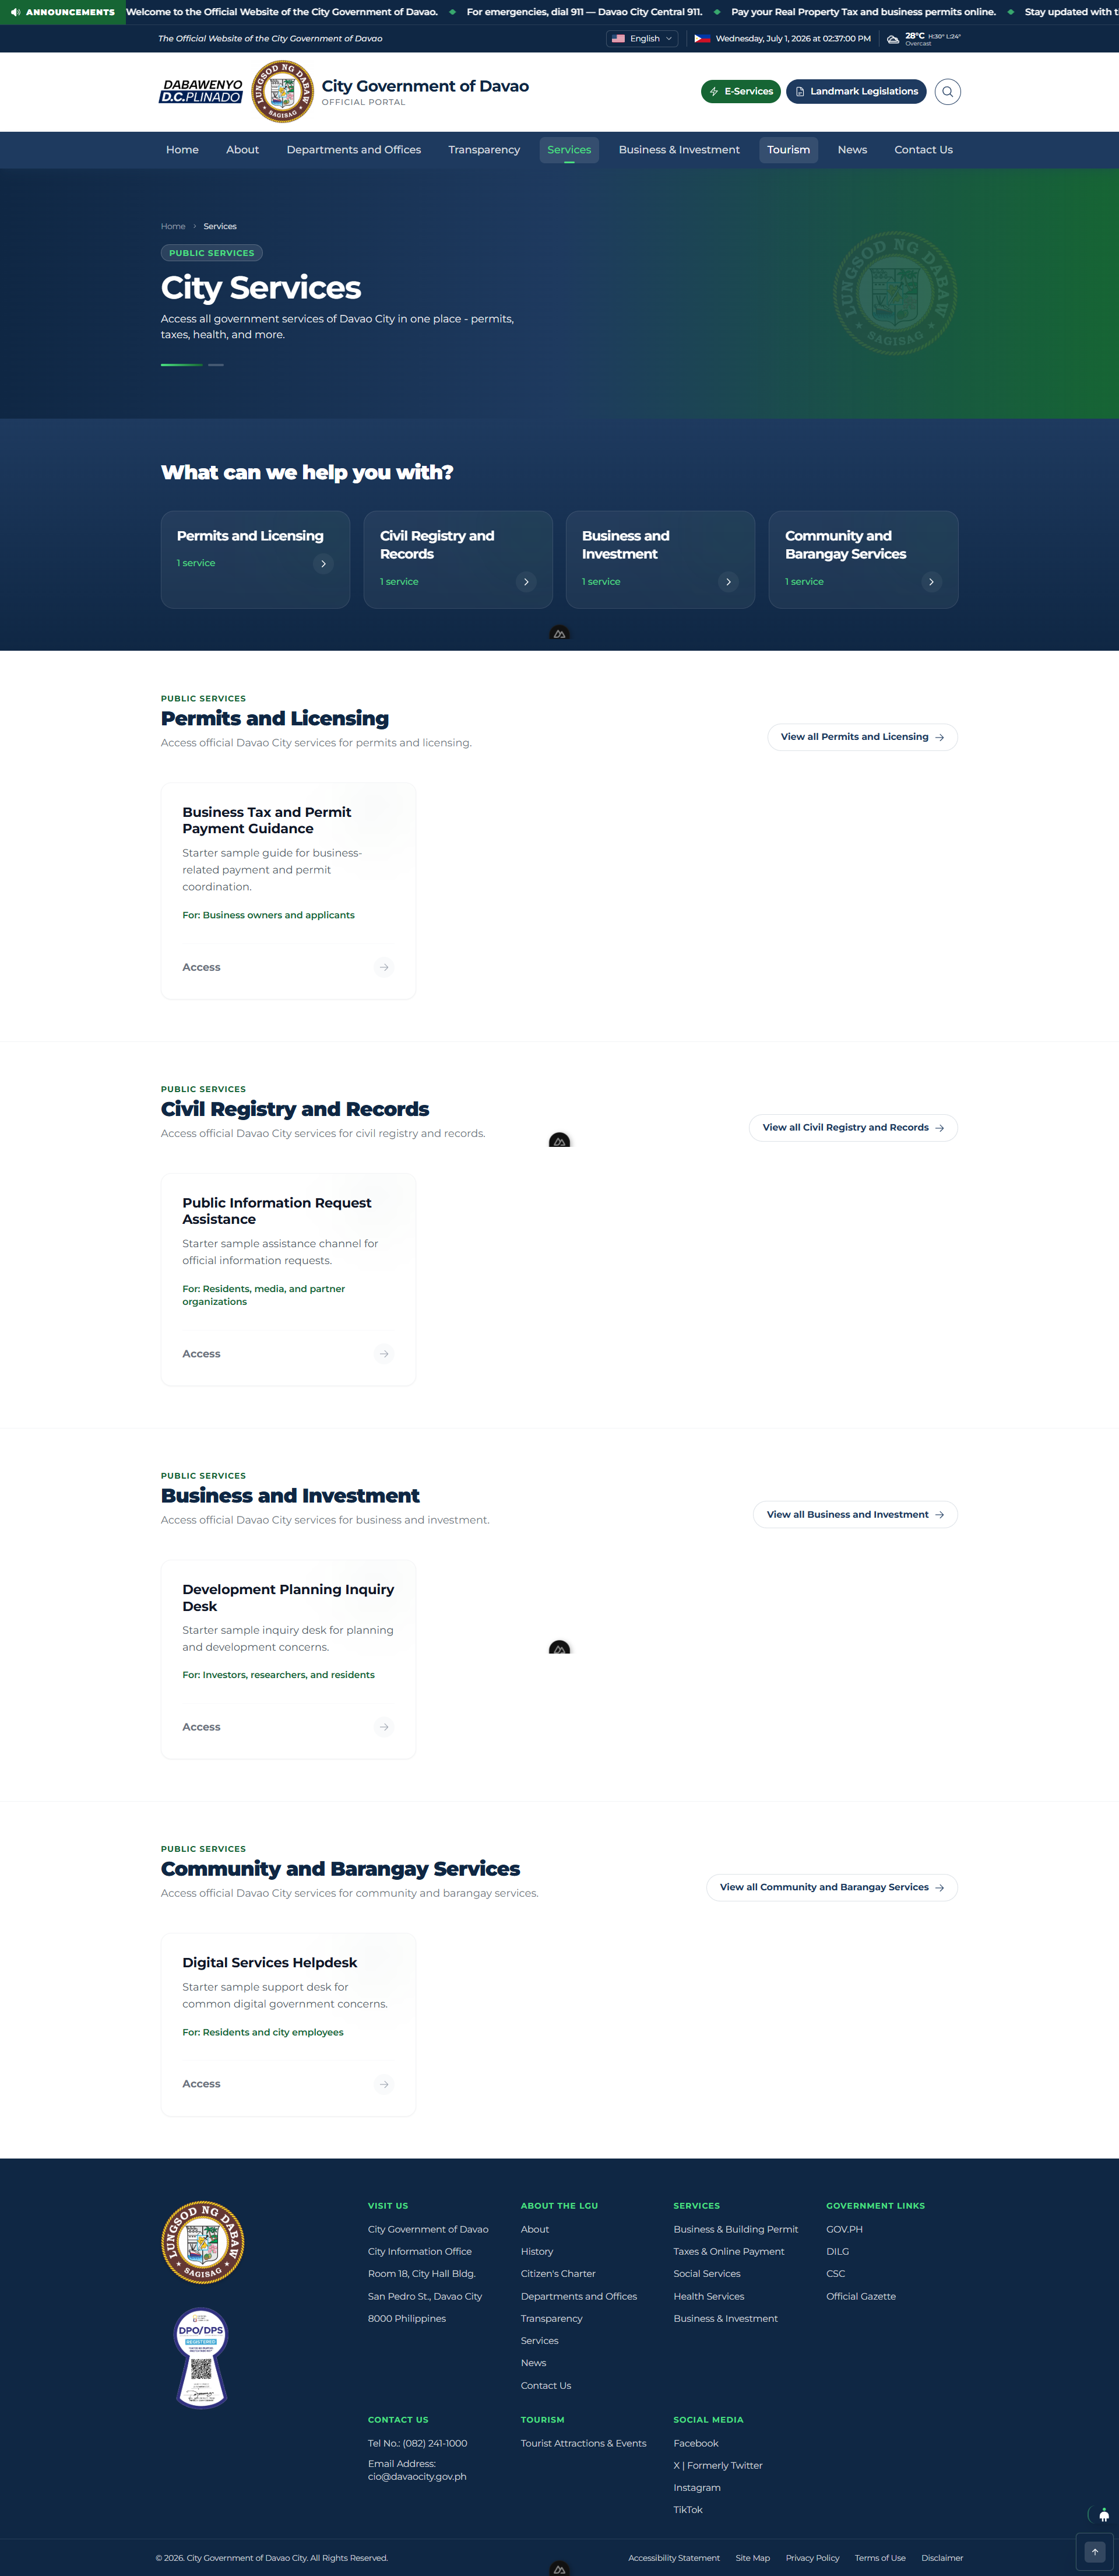 ANNOUNCEMENTS
Welcome to the Official Website of the City Government of Davao.
For emergencies, dial 911 — Davao City Central 911.
Pay your Real Property Tax and business permits online.
Stay updated with t
The Official Website of the City Government of Davao
English
Wednesday, July 1, 2026 at 02:37:00 PM
28°C H:30° L:24°
Overcast
DABAWENYO
D.C.PLINADO
LUNGSOD NG DABAW
SAGISAG
City Government of Davao
OFFICIAL PORTAL
E-Services
Landmark Legislations
Home
About
Departments and Offices
Transparency
Services
Business & Investment
Tourism
News
Contact Us
Home
Services
PUBLIC SERVICES
City Services
Access all government services of Davao City in one place - permits,
taxes, health, and more.
LUNGSOD NG DABAW
SAGISAG
What can we help you with?
Permits and Licensing
1 service
Civil Registry and
Records
1 service
Business and
Investment
1 service
Community and
Barangay Services
1 service
PUBLIC SERVICES
Permits and Licensing
Access official Davao City services for permits and licensing.
View all Permits and Licensing
Business Tax and Permit
Payment Guidance
Starter sample guide for business-
related payment and permit
coordination.
For: Business owners and applicants
Access
PUBLIC SERVICES
Civil Registry and Records
Access official Davao City services for civil registry and records.
View all Civil Registry and Records
Public Information Request
Assistance
Starter sample assistance channel for
official information requests.
For: Residents, media, and partner
organizations
Access
PUBLIC SERVICES
Business and Investment
Access official Davao City services for business and investment.
View all Business and Investment
Development Planning Inquiry
Desk
Starter sample inquiry desk for planning
and development concerns.
For: Investors, researchers, and residents
Access
PUBLIC SERVICES
Community and Barangay Services
Access official Davao City services for community and barangay services.
View all Community and Barangay Services
Digital Services Helpdesk
Starter sample support desk for
common digital government concerns.
For: Residents and city employees
Access
LUNGSOD NG DABAW
SAGISAG
DPO/DPS
REGISTERED
VISIT US
City Government of Davao
City Information Office
Room 18, City Hall Bldg.
San Pedro St., Davao City
8000 Philippines
ABOUT THE LGU
About
History
Citizen's Charter
Departments and Offices
Transparency
Services
News
Contact Us
SERVICES
Business & Building Permit
Taxes & Online Payment
Social Services
Health Services
Business & Investment
GOVERNMENT LINKS
GOV.PH
DILG
CSC
Official Gazette
CONTACT US
Tel No.: (082) 241-1000
Email Address:
cio@davaocity.gov.ph
TOURISM
Tourist Attractions & Events
SOCIAL MEDIA
Facebook
X | Formerly Twitter
Instagram
TikTok
© 2026. City Government of Davao City. All Rights Reserved.
Accessibility Statement
Site Map
Privacy Policy
Terms of Use
Disclaimer